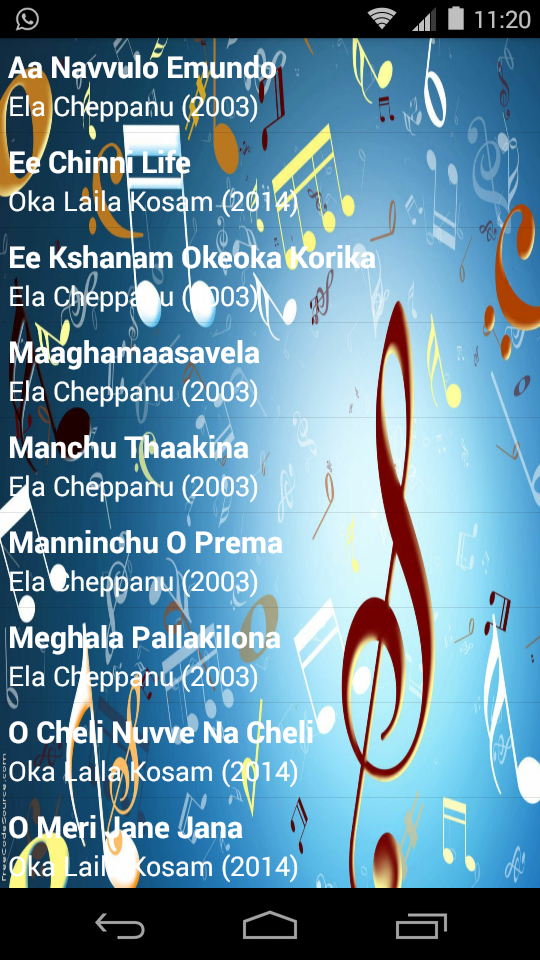 11:20
Aa Navvulo Emundo
Ela Cheppanu (2003)
Ee Chinni Life
Oka Laila Kosam (2014)
Ee Kshanam Okeoka Korika
Ela Cheppanu (2003)
Maaghamaasavela
Ela Cheppanu (2003)
Manchu Thaakina
Ela Cheppanu (2003)
Manninchu O Prema
Ela Cheppanu (2003)
Meghala Pallakilona
Ela Cheppanu (2003)
O Cheli Nuvve Na Cheli
Oka Laila Kosam (2014)
O Meri Jane Jana
Oka Laila Kosam (2014)
FreeCodeSource.com